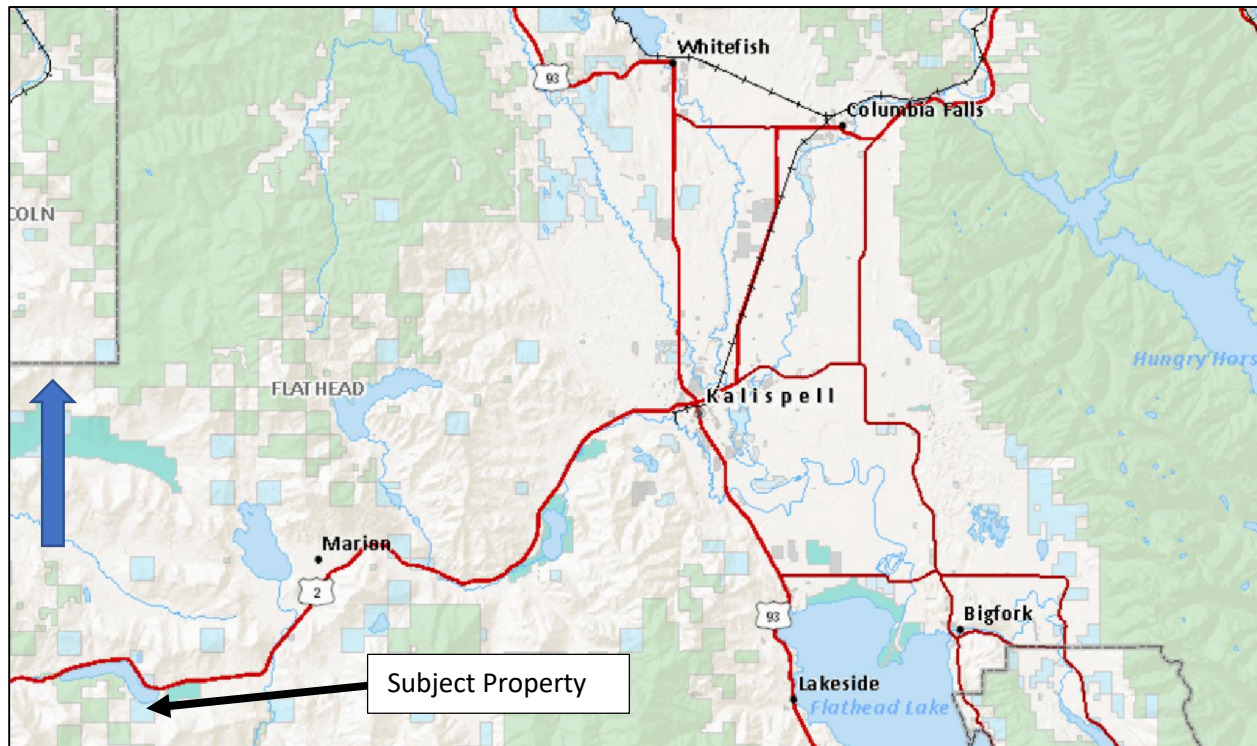 Whitefish
93
Columbia Falls
COLN
Hungry Hors
FLATHEAD
Kalispell
Marion
2
93
Bigfork
Subject Property
Lakeside
Flathead Lake